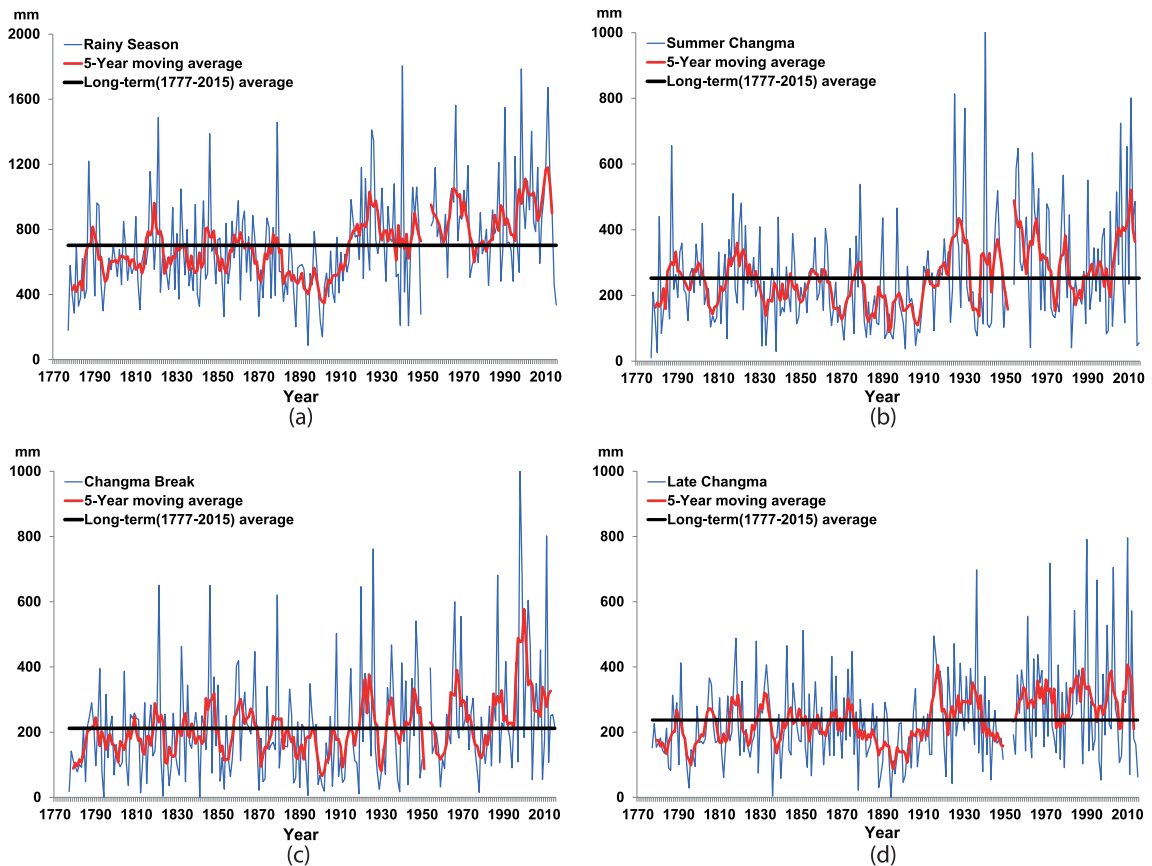 mm
2000
1600
1200
800
400
0
Rainy Season
5-Year moving average
Long-term(1777-2015) average
1770 1790 1810 1830 1850 1870 1890 1910 1930 1950 1970 1990 2010
Year
(a)
mm
1000
800
600
400
200
0
Summer Changma
5-Year moving average
Long-term(1777-2015) average
1770 1790 1810 1830 1850 1870 1890 1910 1930 1950 1970 1990 2010
Year
(b)
mm
1000
800
600
400
200
0
Changma Break
5-Year moving average
Long-term(1777-2015) average
1770 1790 1810 1830 1850 1870 1890 1910 1930 1950 1970 1990 2010
Year
(c)
mm
1000
800
600
400
200
0
Late Changma
5-Year moving average
Long-term(1777-2015) average
1770 1790 1810 1830 1850 1870 1890 1910 1930 1950 1970 1990 2010
Year
(d)